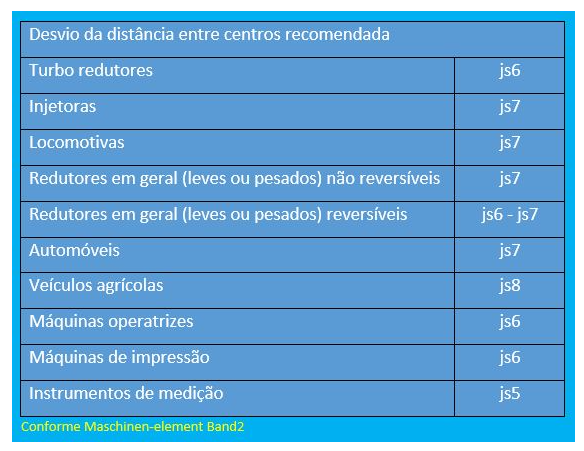 Desvio da distância entre centros recomendada
Turbo redutores js6
Injetoras js7
Locomotivas js7
Redutores em geral (leves ou pesados) não reversíveis js7
Redutores em geral (leves ou pesados) reversíveis js6 - js7
Automóveis js7
Veículos agrícolas js8
Máquinas operatrizes js6
Máquinas de impressão js6
Instrumentos de medição js5
Conforme Maschinen-element Band2